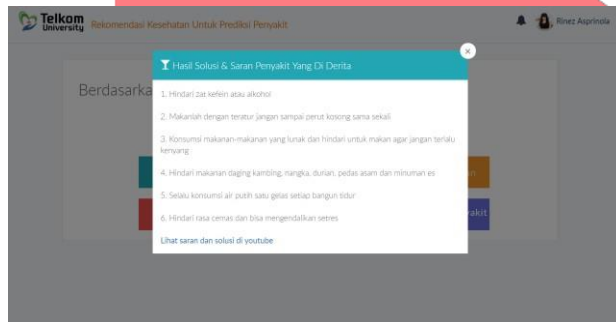 Telkom
University
Rekomendasi Kesehatan Untuk Prediksi Penyakit
Rinez Asprinola
Berdasarka
Hasil Solusi & Saran Penyakit Yang Di Derita
×
1. Hindari zat kefein atau alkohol
2. Makanlah dengan teratur jangan sampai perut kosong sama sekali
3. Konsumsi makanan-makanan yang lunak dan hindari untuk makan agar jangan terlalu
kenyang
4. Hindari makanan daging kambing, nangka, durian, pedas asam dan minuman es
an
5. Selalu konsumsi air putih satu gelas setiap bangun tidur
yakit
6. Hindari rasa cemas dan bisa mengendalikan setres
Lihat saran dan solusi di youtube